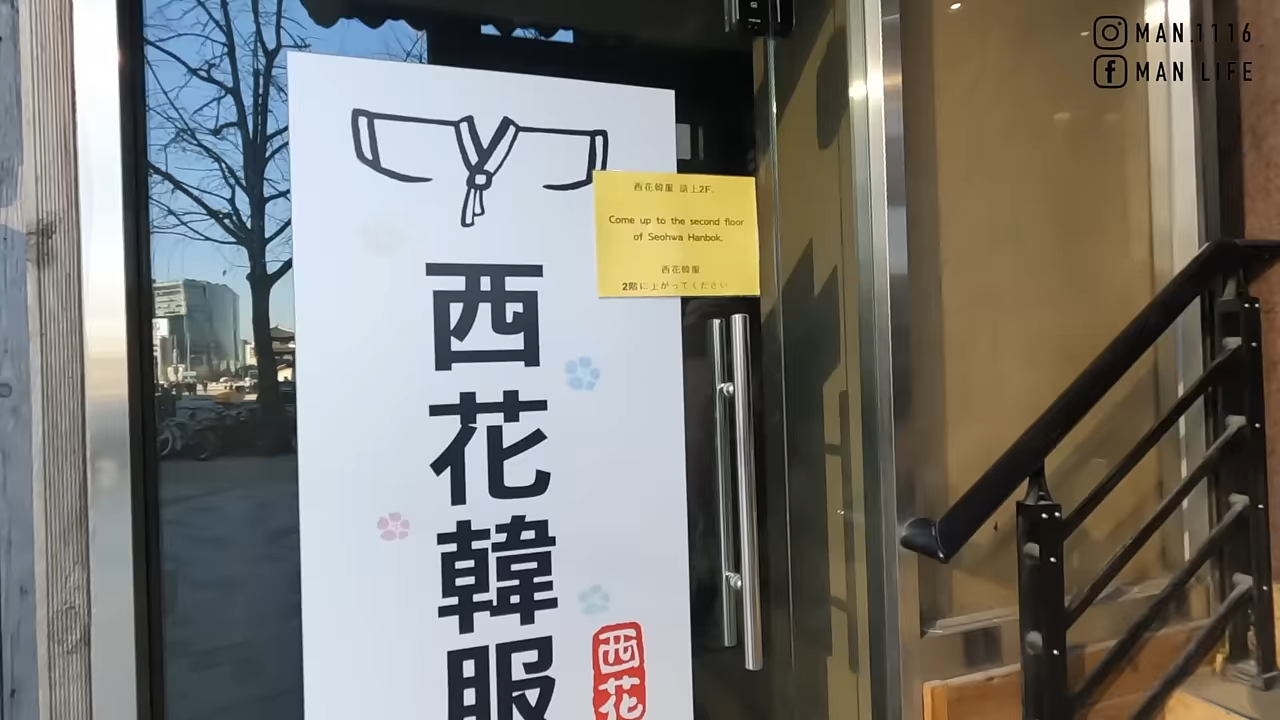 MAN.1116
MAN LIFE
西花韓服 請上2F.
Come up to the second floor
of Seohwa Hanbok.
西花韓服
2階に上がってください
西花韓服
西花